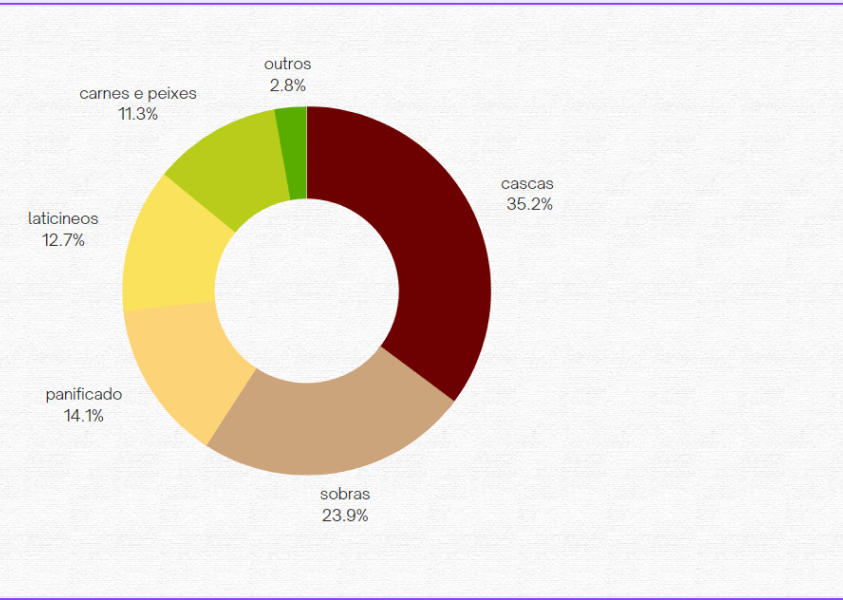 outros
2.8%
carnes e peixes
11.3%
cascas
35.2%
laticineos
12.7%
panificado
14.1%
sobras
23.9%